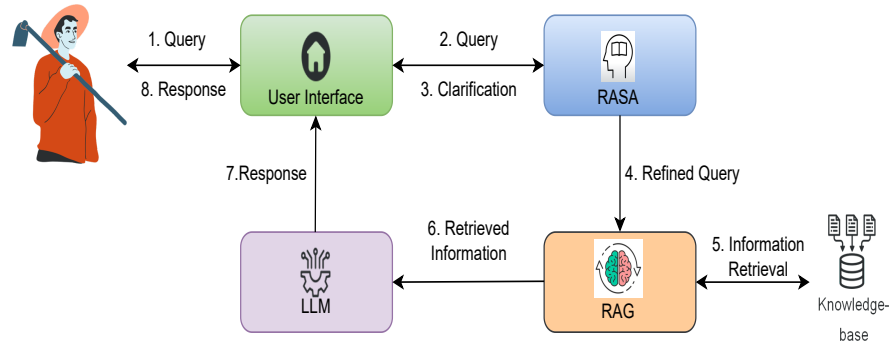 1. Query
8. Response
User Interface
2. Query
3. Clarification
RASA
4. Refined Query
5. Information
Retrieval
Knowledge-
base
RAG
6. Retrieved
Information
LLM
7.Response